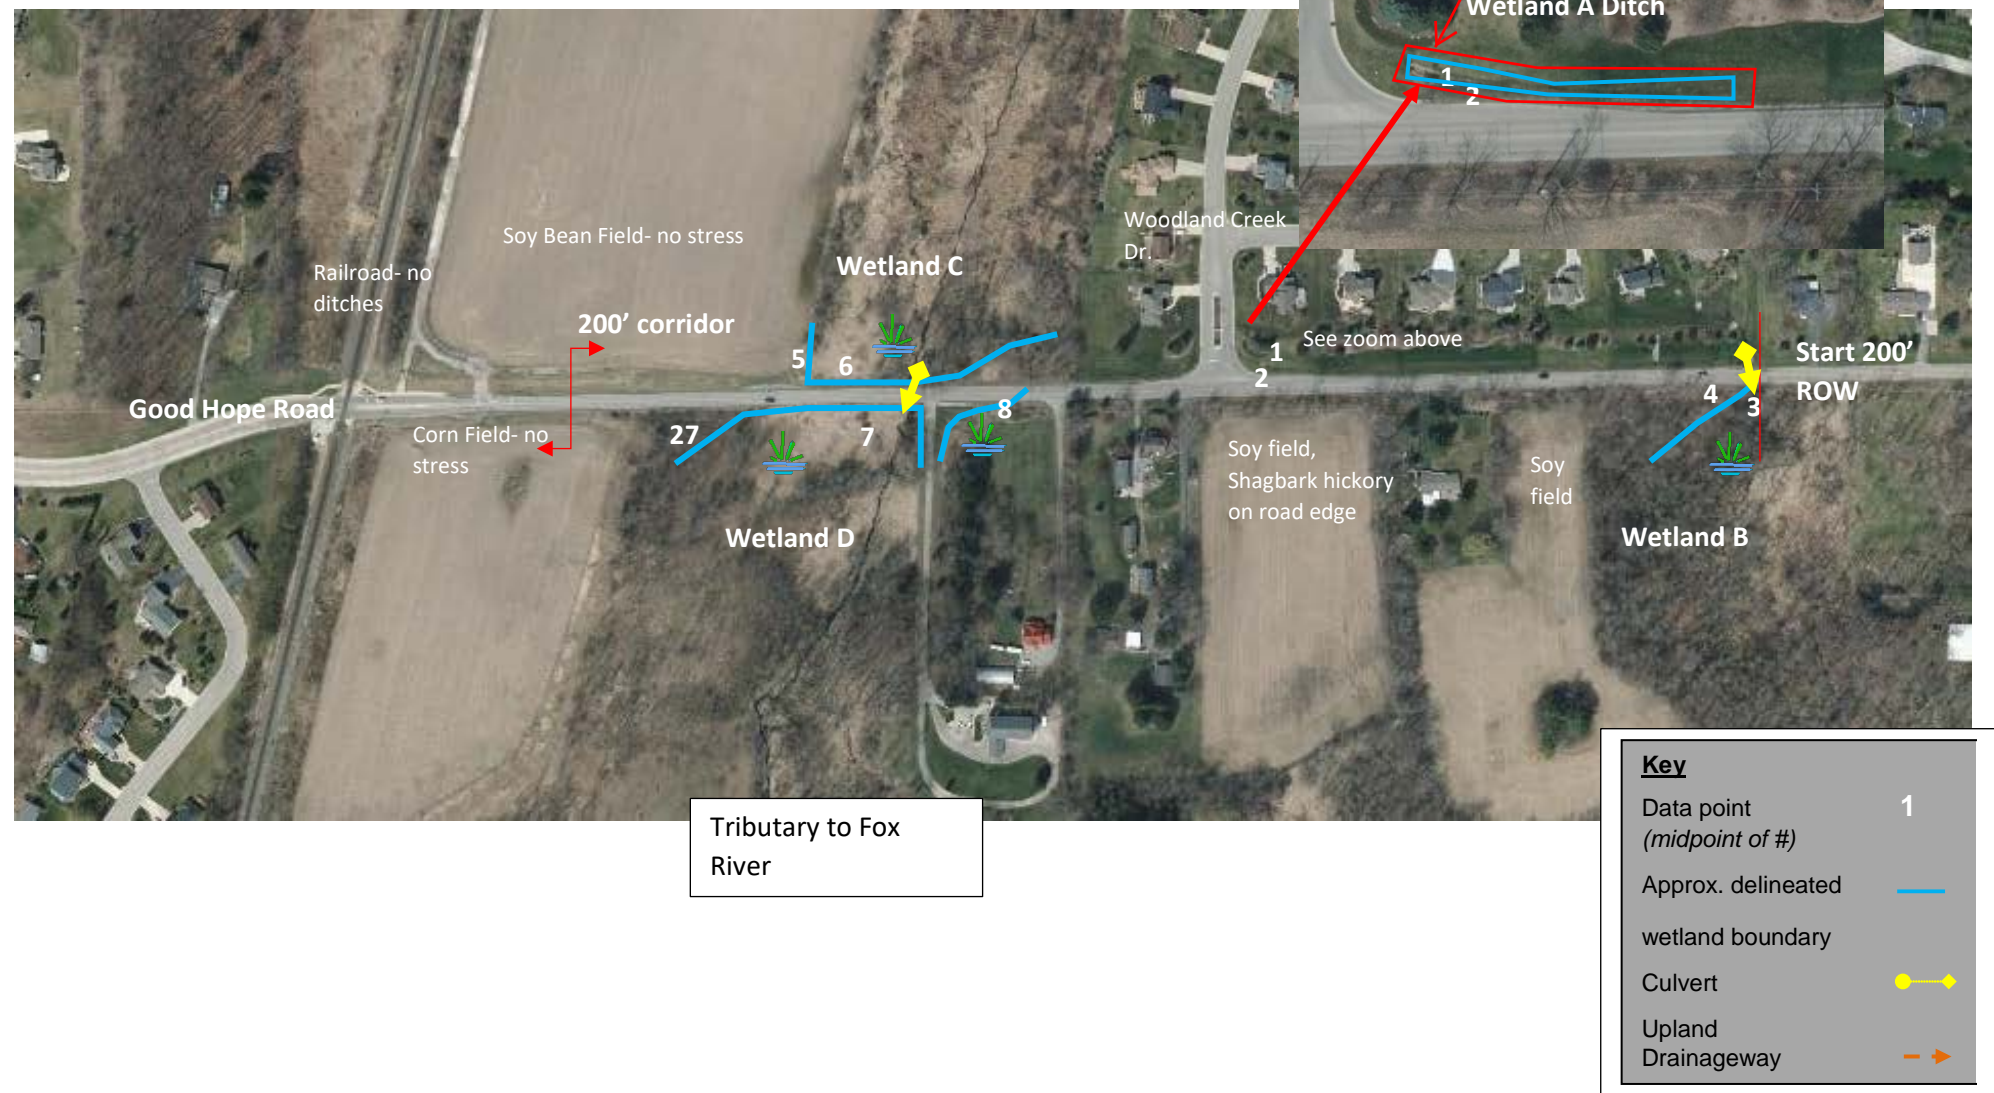 Wetland A Ditch
1
2
Woodland Creek
Dr.
Soy Bean Field- no stress
Wetland C
Railroad- no
ditches
200’ corridor
5
6
1
2
See zoom above
Start 200’
ROW
4
3
Good Hope Road
Corn Field- no
stress
27
7
8
Soy field,
Shagbark hickory
on road edge
Soy
field
Wetland D
Wetland B
Tributary to Fox
River
Key
Data point 1
(midpoint of #)
Approx. delineated
wetland boundary
Culvert
Upland
Drainageway